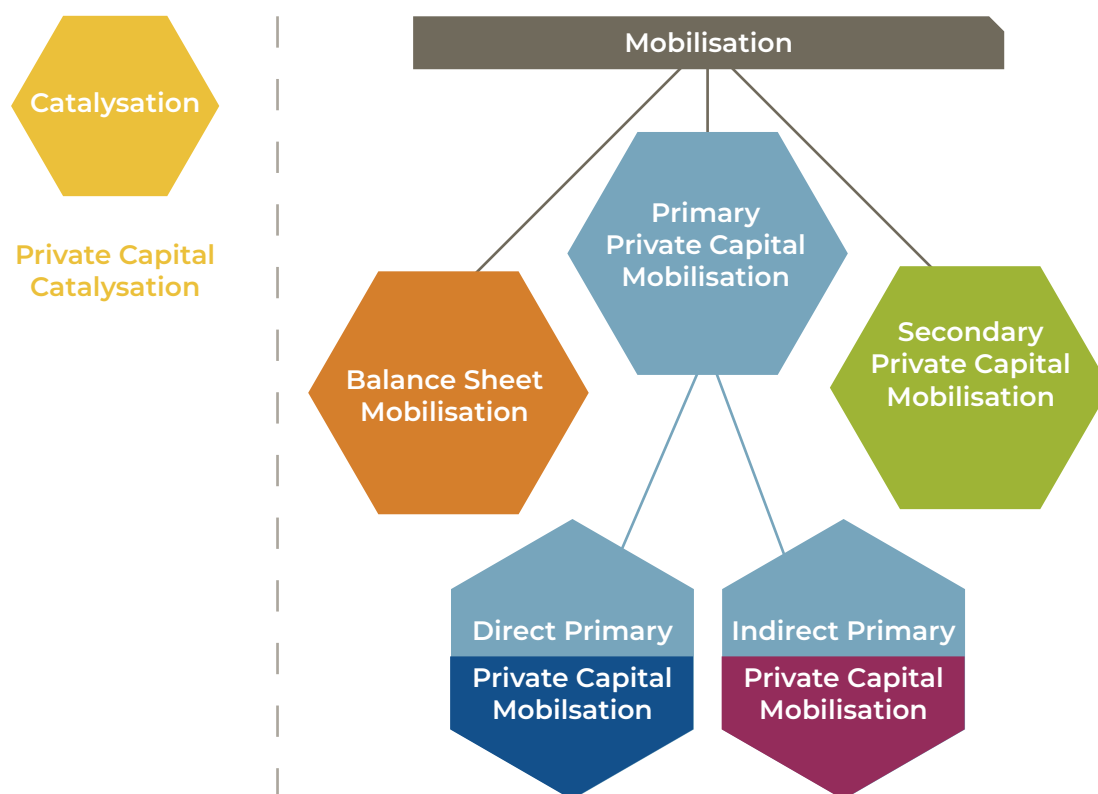 Catalysation
Private Capital
Catalysation
Mobilisation
Primary
Private Capital
Mobilisation
Balance Sheet
Mobilisation
Secondary
Private Capital
Mobilisation
Direct Primary
Private Capital
Mobilsation
Indirect Primary
Private Capital
Mobilisation